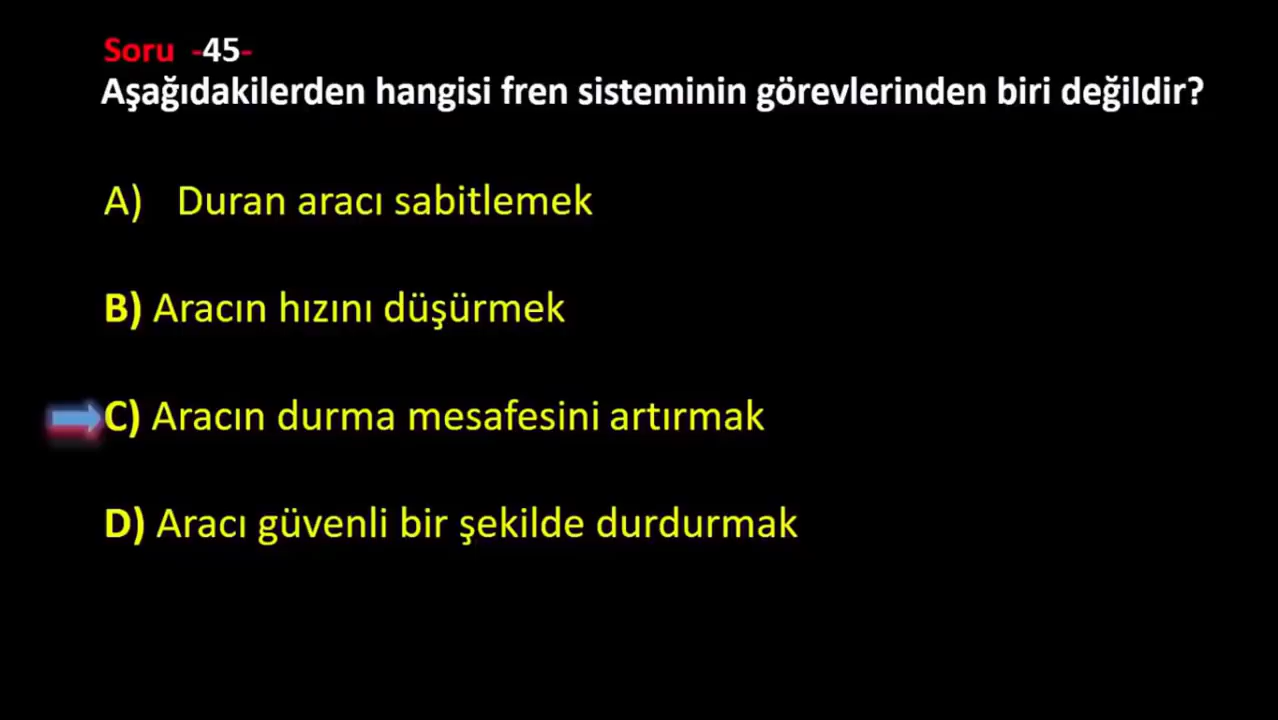 Soru -45-
Aşağıdakilerden hangisi fren sisteminin görevlerinden biri değildir?
A) Duran aracı sabitlemek
B) Aracın hızını düşürmek
C) Aracın durma mesafesini artırmak
D) Aracı güvenli bir şekilde durdurmak